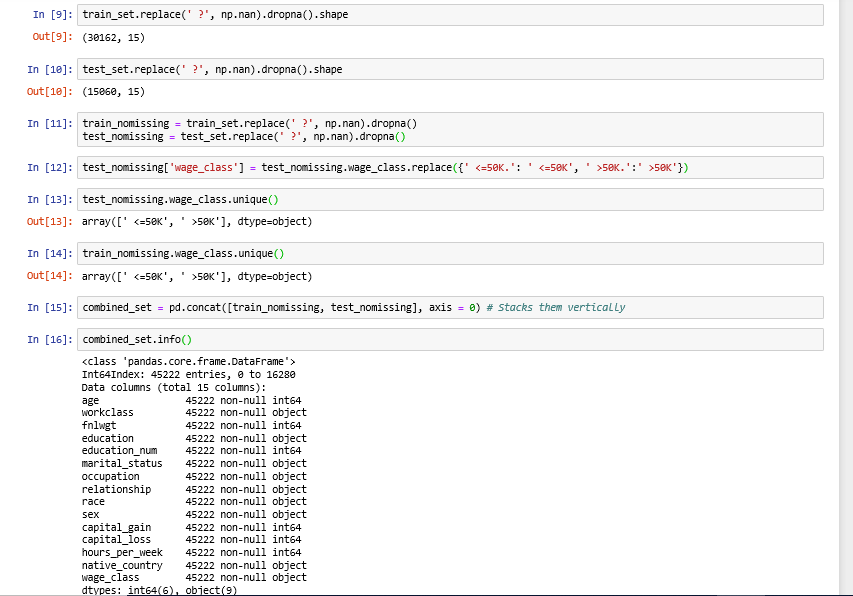 In [9]: train_set.replace(' ?', np.nan).dropna().shape
Out[9]: (30162, 15)
In [10]: test_set.replace(' ?', np.nan).dropna().shape
Out[10]: (15060, 15)
In [11]: train_nomissing = train_set.replace(' ?', np.nan).dropna()
test_nomissing = test_set.replace(' ?', np.nan).dropna()
In [12]: test_nomissing['wage_class'] = test_nomissing.wage_class.replace({' <=50K.': ' <=50K', ' >50K.':' >50K'})
In [13]: test_nomissing.wage_class.unique()
Out[13]: array([' <=50K', ' >50K'], dtype=object)
In [14]: train_nomissing.wage_class.unique()
Out[14]: array([' <=50K', ' >50K'], dtype=object)
In [15]: combined_set = pd.concat([train_nomissing, test_nomissing], axis = 0) # Stacks them vertically
In [16]: combined_set.info()
<class 'pandas.core.frame.DataFrame'>
Int64Index: 45222 entries, 0 to 16280
Data columns (total 15 columns):
age 45222 non-null int64
workclass 45222 non-null object
fnlwgt 45222 non-null int64
education 45222 non-null object
education_num 45222 non-null int64
marital_status 45222 non-null object
occupation 45222 non-null object
relationship 45222 non-null object
race 45222 non-null object
sex 45222 non-null object
capital_gain 45222 non-null int64
capital_loss 45222 non-null int64
hours_per_week 45222 non-null int64
native_country 45222 non-null object
wage_class 45222 non-null object
dtypes: int64(6), object(9)